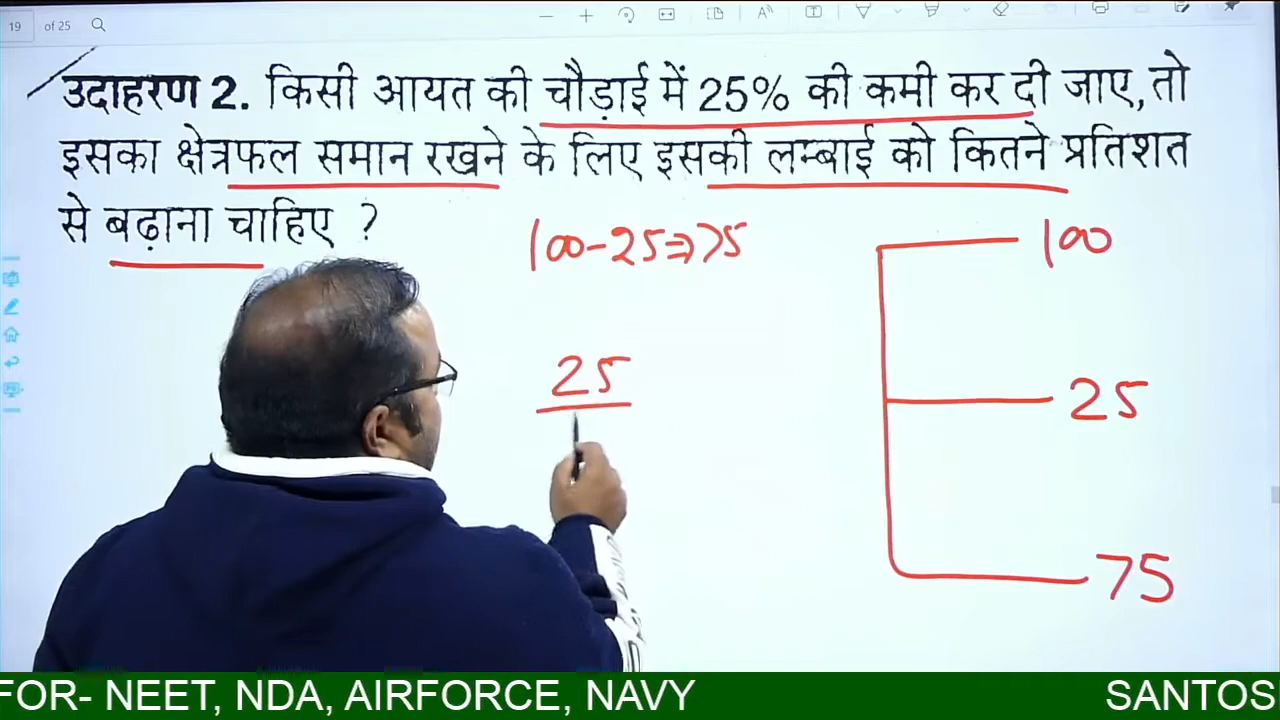 19 of 25
उदाहरण 2. किसी आयत की चौड़ाई में 25% की कमी कर दी जाए, तो
इसका क्षेत्रफल समान रखने के लिए इसकी लम्बाई को कितने प्रतिशत
से बढ़ाना चाहिए ?
100-25⇒75
100
25
25
75
FOR- NEET, NDA, AIRFORCE, NAVY SANTOS